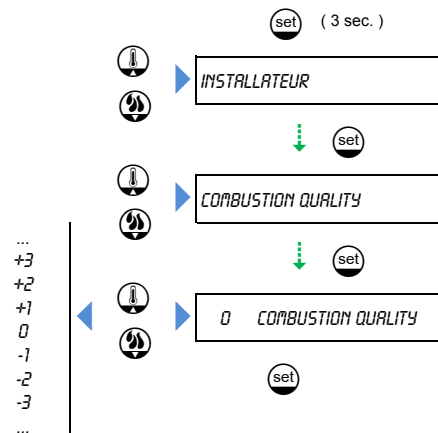 set ( 3 sec. )
INSTALLATEUR
set
COMBUSTION QUALITY
set
...
+3
+2
+1
0
-1
-2
-3
...
0 COMBUSTION QUALITY
set